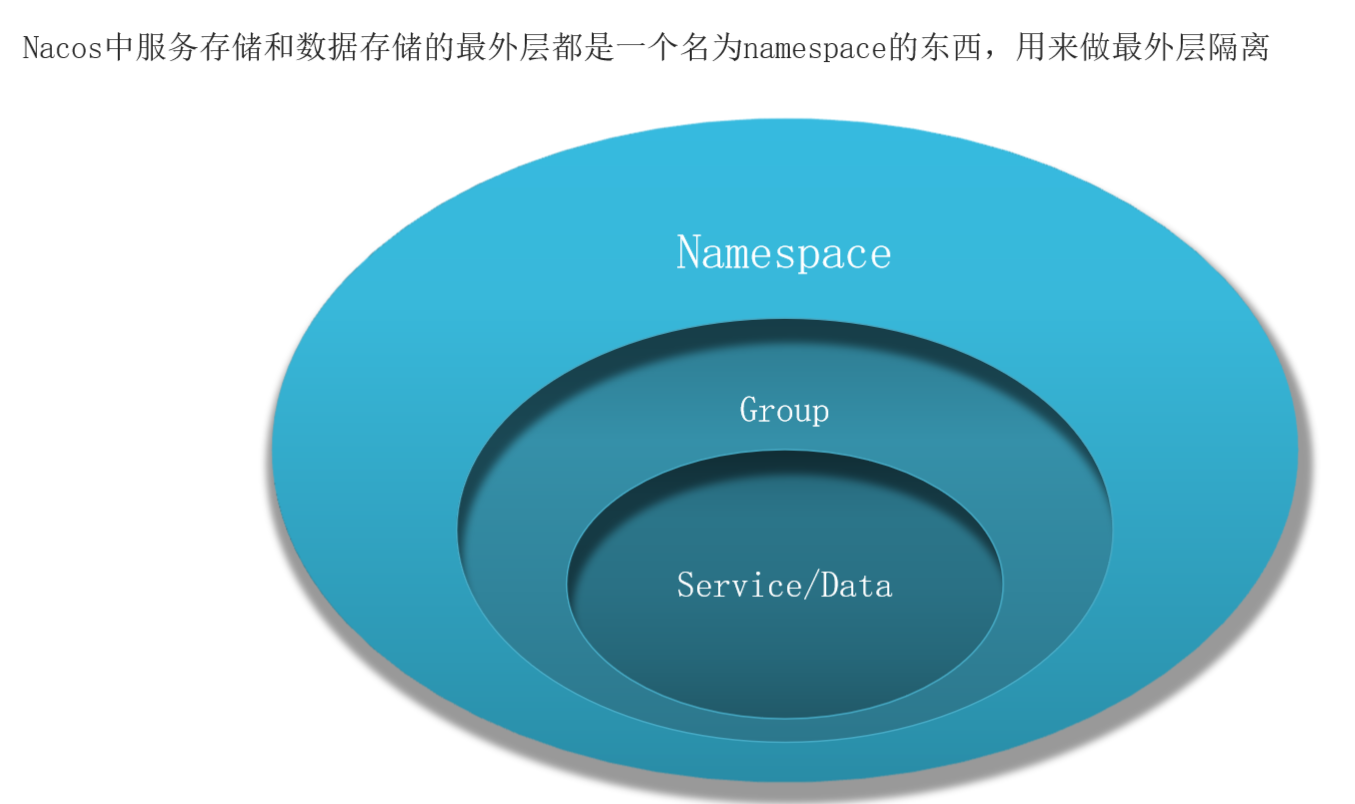 Nacos中服务存储和数据存储的最外层都是一个名为namespace的东西，用来做最外层隔离
Namespace
Group
Service/Data